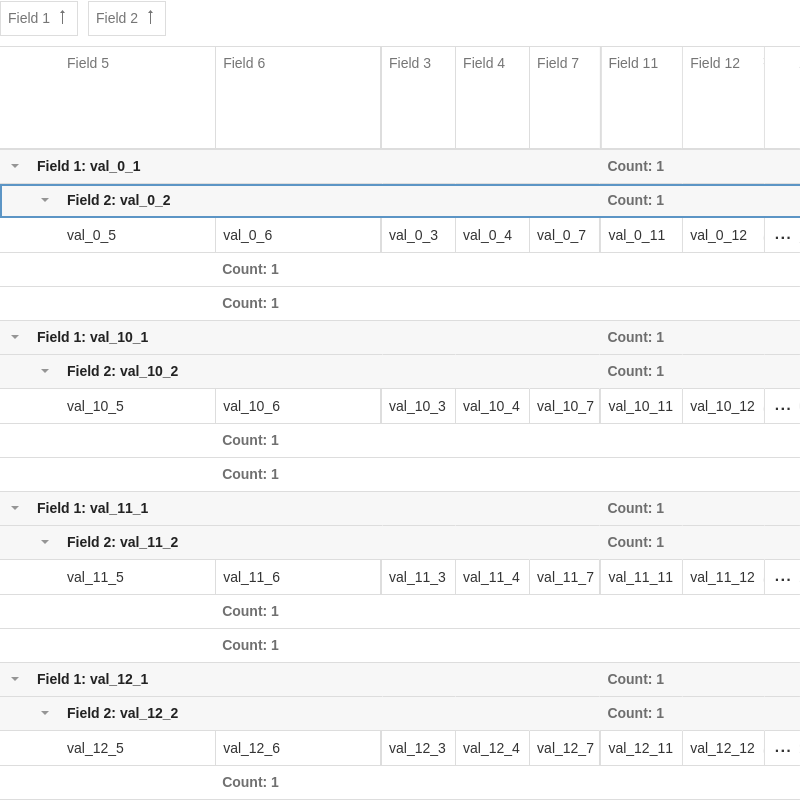 Field 1 ↑ Field 2 ↑
Field 5 Field 6 Field 3 Field 4 Field 7 Field 11 Field 12
Field 1: val_0_1 Count: 1
Field 2: val_0_2 Count: 1
val_0_5 val_0_6 val_0_3 val_0_4 val_0_7 val_0_11 val_0_12 ...
Count: 1
Count: 1
Field 1: val_10_1 Count: 1
Field 2: val_10_2 Count: 1
val_10_5 val_10_6 val_10_3 val_10_4 val_10_7 val_10_11 val_10_12 ...
Count: 1
Count: 1
Field 1: val_11_1 Count: 1
Field 2: val_11_2 Count: 1
val_11_5 val_11_6 val_11_3 val_11_4 val_11_7 val_11_11 val_11_12 ...
Count: 1
Count: 1
Field 1: val_12_1 Count: 1
Field 2: val_12_2 Count: 1
val_12_5 val_12_6 val_12_3 val_12_4 val_12_7 val_12_11 val_12_12 ...
Count: 1